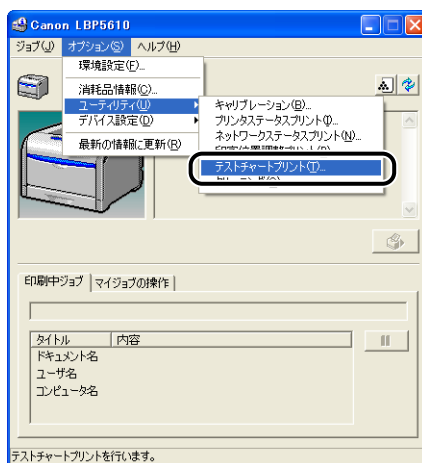 Canon LBP5610
ジョブ(J) オプション(S) ヘルプ(H)
環境設定(F)...
消耗品情報(C)...
ユーティリティ(U)
デバイス設定(D)
最新の情報に更新(R)
キャリブレーション(B)...
プリンタステータスプリント(I)...
ネットワークステータスプリント(N)...
テストチャートプリント(T)...
印刷中ジョブ マイジョブの操作
タイトル 内容
ドキュメント名
ユーザ名
コンピュータ名
テストチャートプリントを行います。